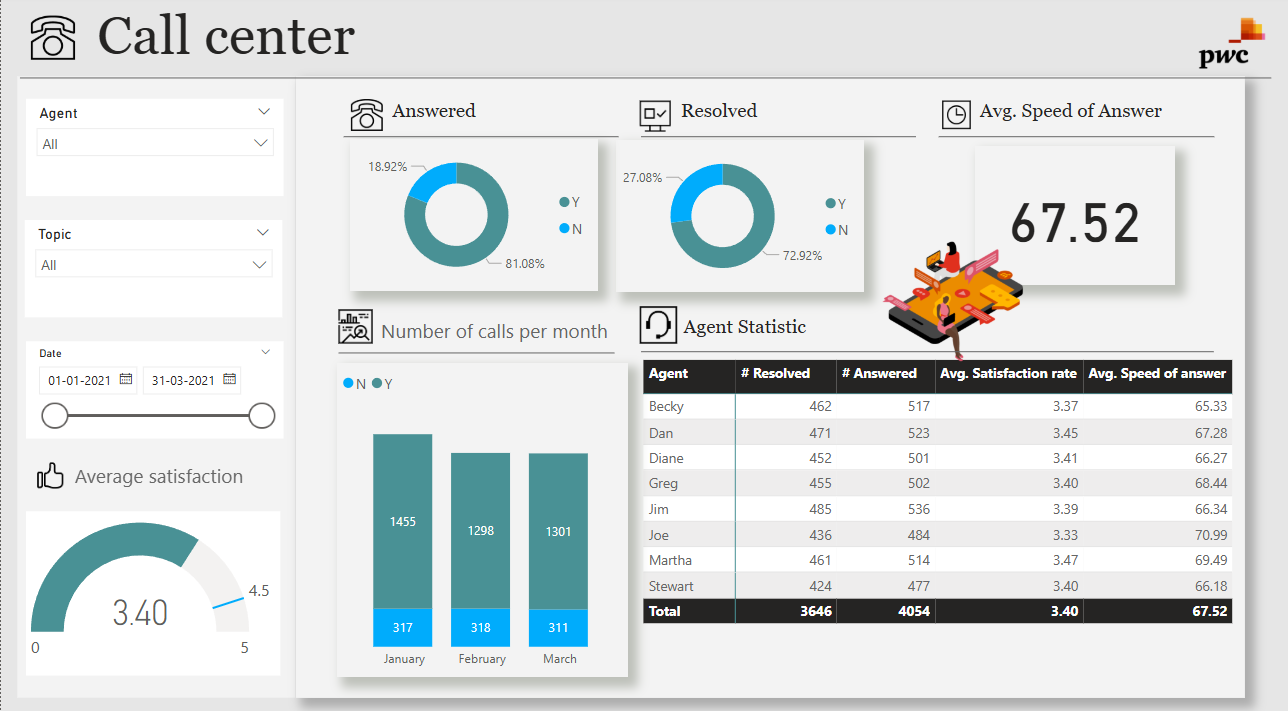 Call center
pwc
Agent
All
Topic
All
Date
01-01-2021 31-03-2021
Average satisfaction
3.40
4.5
0 5
Answered
18.92%
81.08%
Y
N
Resolved
27.08%
72.92%
Y
N
Avg. Speed of Answer
67.52
Number of calls per month
N Y
1455 1298 1301
317 318 311
January February March
Agent Statistic
Agent # Resolved # Answered Avg. Satisfaction rate Avg. Speed of answer
Becky 462 517 3.37 65.33
Dan 471 523 3.45 67.28
Diane 452 501 3.41 66.27
Greg 455 502 3.40 68.44
Jim 485 536 3.39 66.34
Joe 436 484 3.33 70.99
Martha 461 514 3.47 69.49
Stewart 424 477 3.40 66.18
Total 3646 4054 3.40 67.52